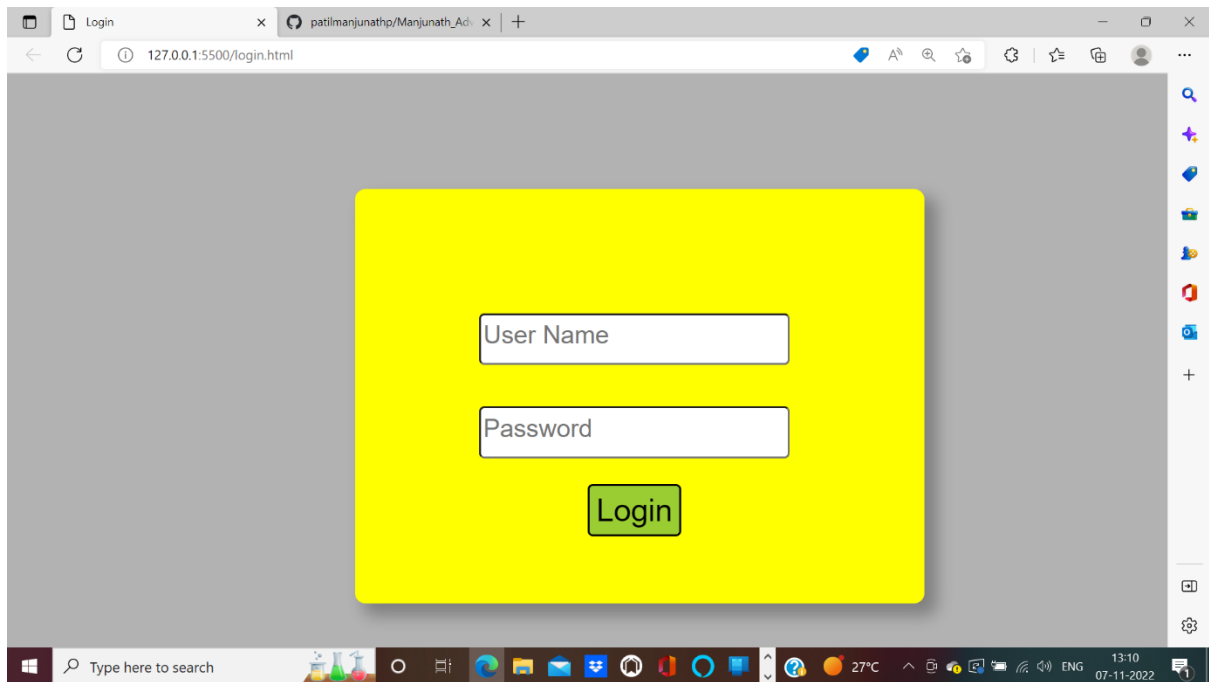 Login
patilmanjunathp/Manjunath_Adv
127.0.0.1:5500/login.html
User Name
Password
Login
Type here to search
27°C
ENG
13:10
07-11-2022
1